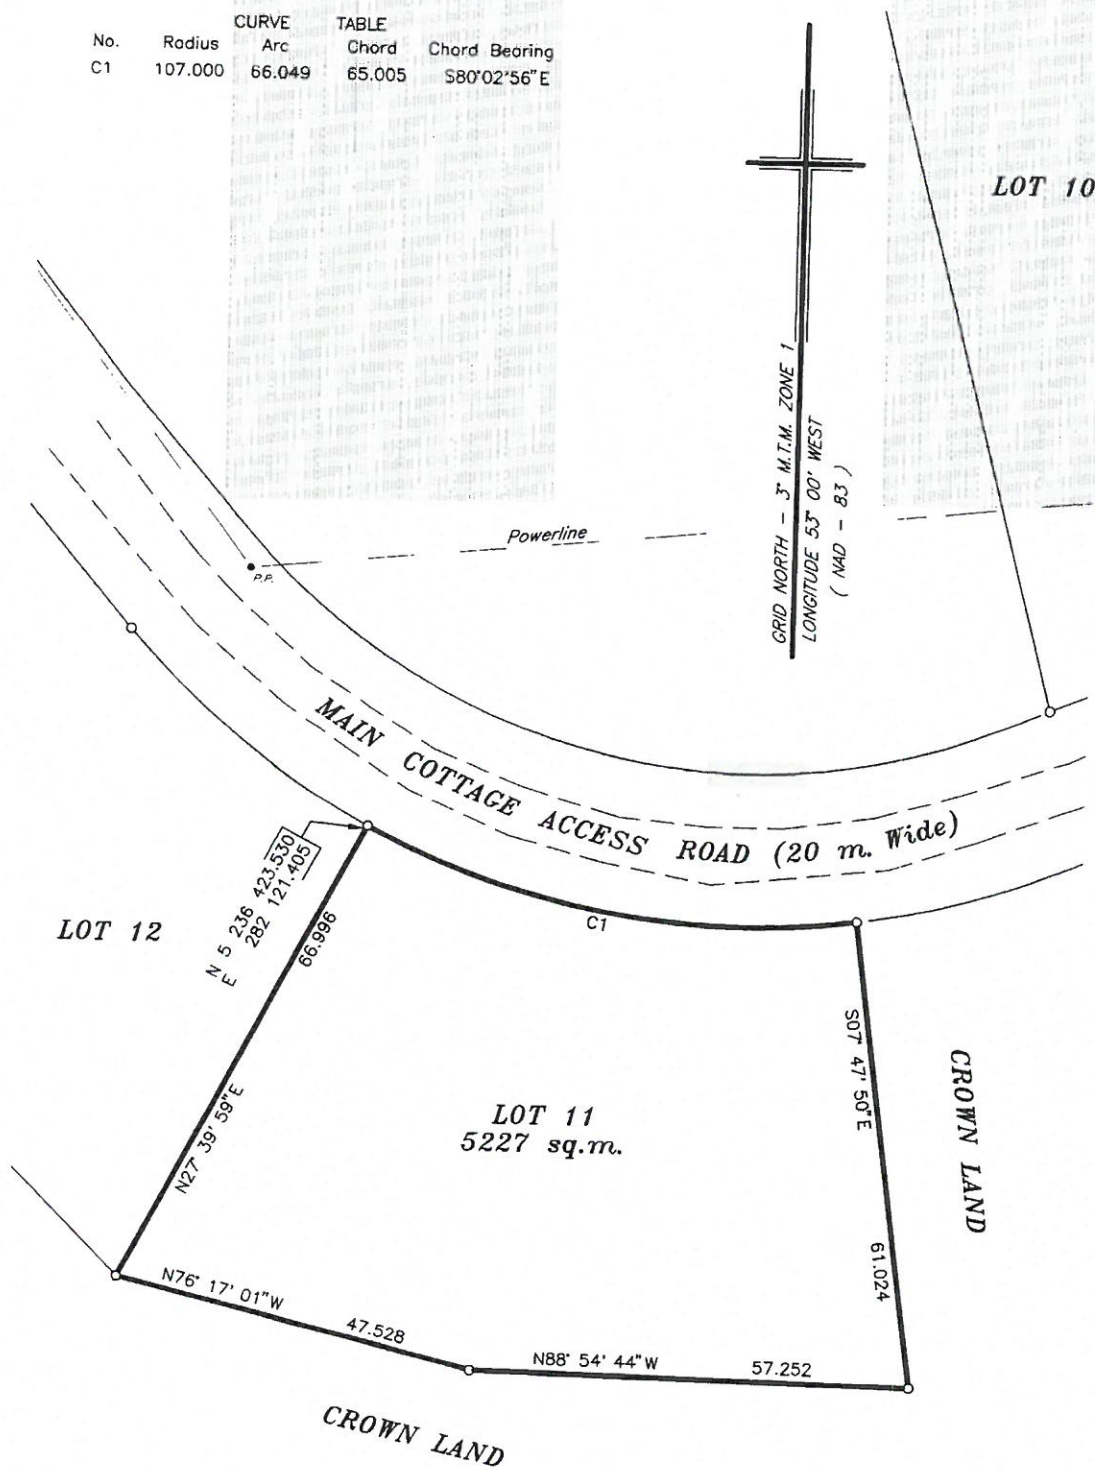 CURVE TABLE
No. Radius Arc Chord Chord Bearing
C1 107.000 66.049 65.005 S80°02'56"E
LOT 10
GRID NORTH - 3° M.T.M. ZONE 1
LONGITUDE 53° 00' WEST
( NAD - 83 )
Powerline
P.P.
MAIN COTTAGE ACCESS ROAD (20 m. Wide)
N 5 236 423.530
E 282 121.405
LOT 12
66.996
N27° 39' 59"E
C1
S07° 47' 50"E
61.024
CROWN LAND
LOT 11
5227 sq.m.
N76° 17' 01"W
47.528
N88° 54' 44"W
57.252
CROWN LAND